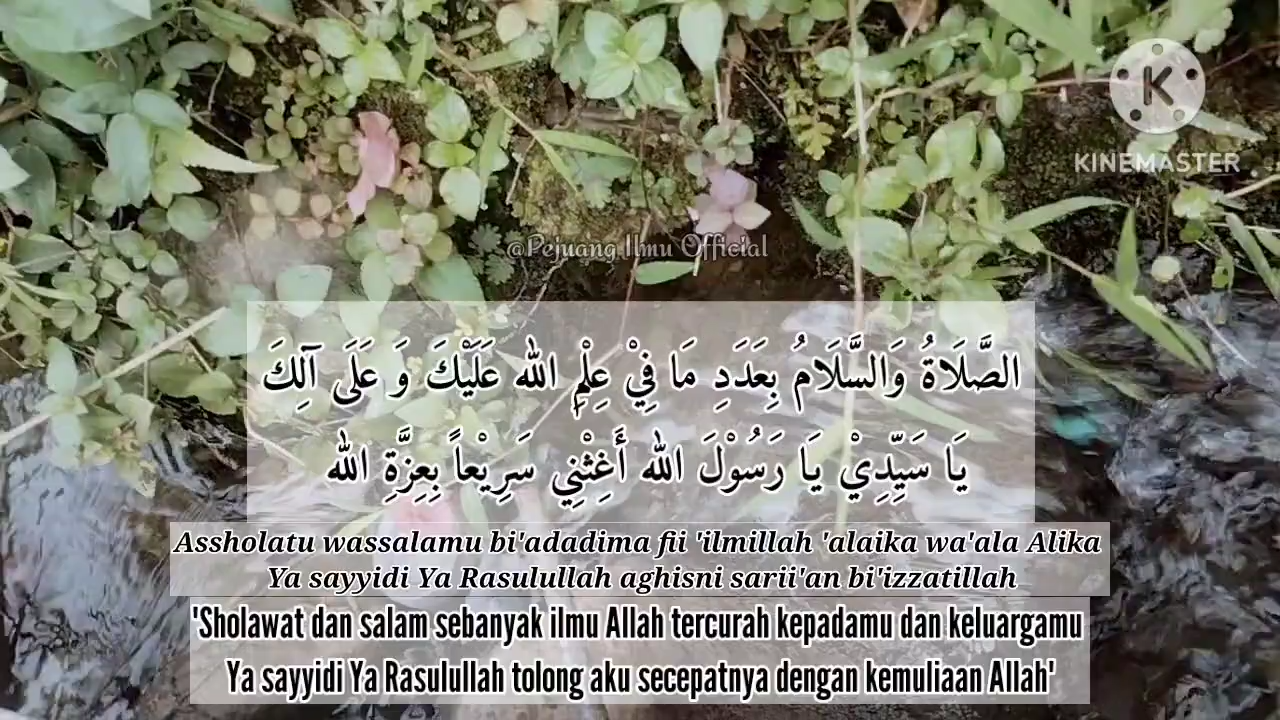 KINEMASTER
@Pejuang Ilmu Official
الصَّلَاةُ وَالسَّلَامُ بِعَدَدِ مَا فِيْ عِلْمِ الله عَلَيْكَ وَ عَلَى آلِكَ
يَا سَيِّدِيْ يَا رَسُوْلَ الله أَغِثْنِي سَرِيْعاً بِعِزَّةِ الله
Assholatu wassalamu bi'adadima fii 'ilmillah 'alaika wa'ala Alika
Ya sayyidi Ya Rasulullah aghisni sarii'an bi'izzatillah
'Sholawat dan salam sebanyak ilmu Allah tercurah kepadamu dan keluargamu
Ya sayyidi Ya Rasulullah tolong aku secepatnya dengan kemuliaan Allah'